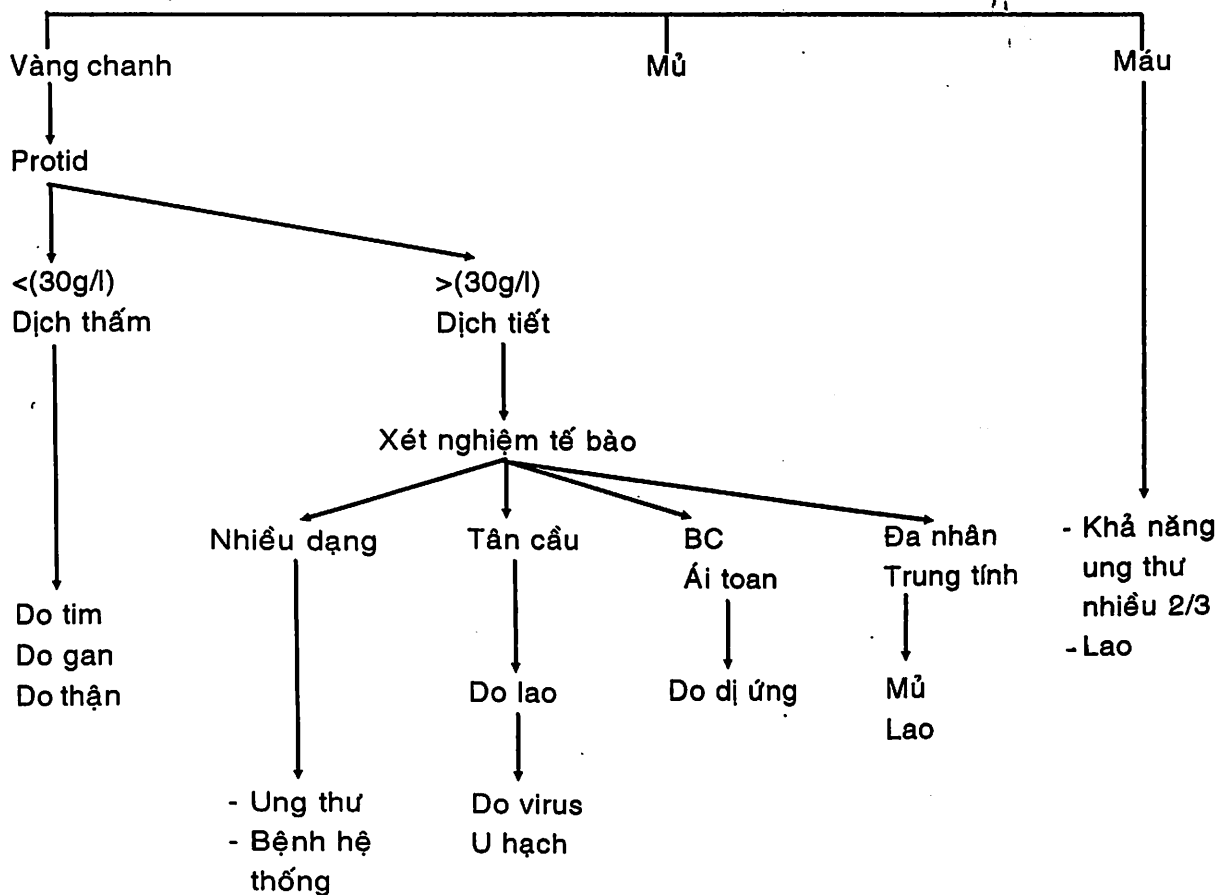 Vàng chanh
Mủ
Máu
Protid
<(30g/l)
Dịch thấm
>(30g/l)
Dịch tiết
Xét nghiệm tế bào
Nhiều dạng
Tân cầu
BC
Ái toan
Đa nhân
Trung tính
- Khả năng
ung thư
nhiều 2/3
- Lao
Do tim
Do gan
Do thận
Do lao
Do dị ứng
Mủ
Lao
- Ung thư
- Bệnh hệ
thống
Do virus
U hạch